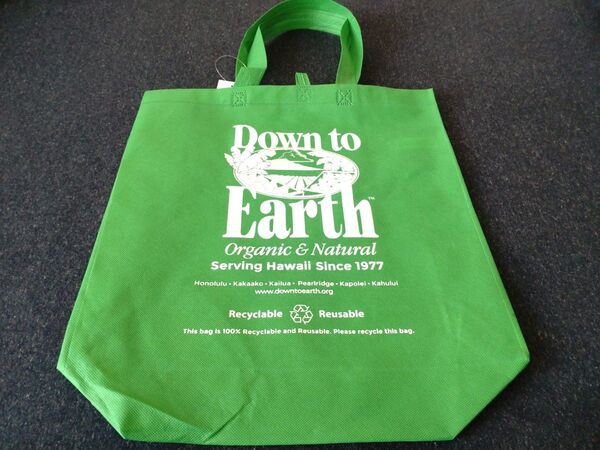 Down to
Earth™
Organic & Natural
Serving Hawaii Since 1977
Honolulu • Kakaako • Kailua • Pearlridge • Kapolei • Kahului
www.downtoearth.org
Recyclable Reusable
This bag is 100% Recyclable and Reusable. Please recycle this bag.